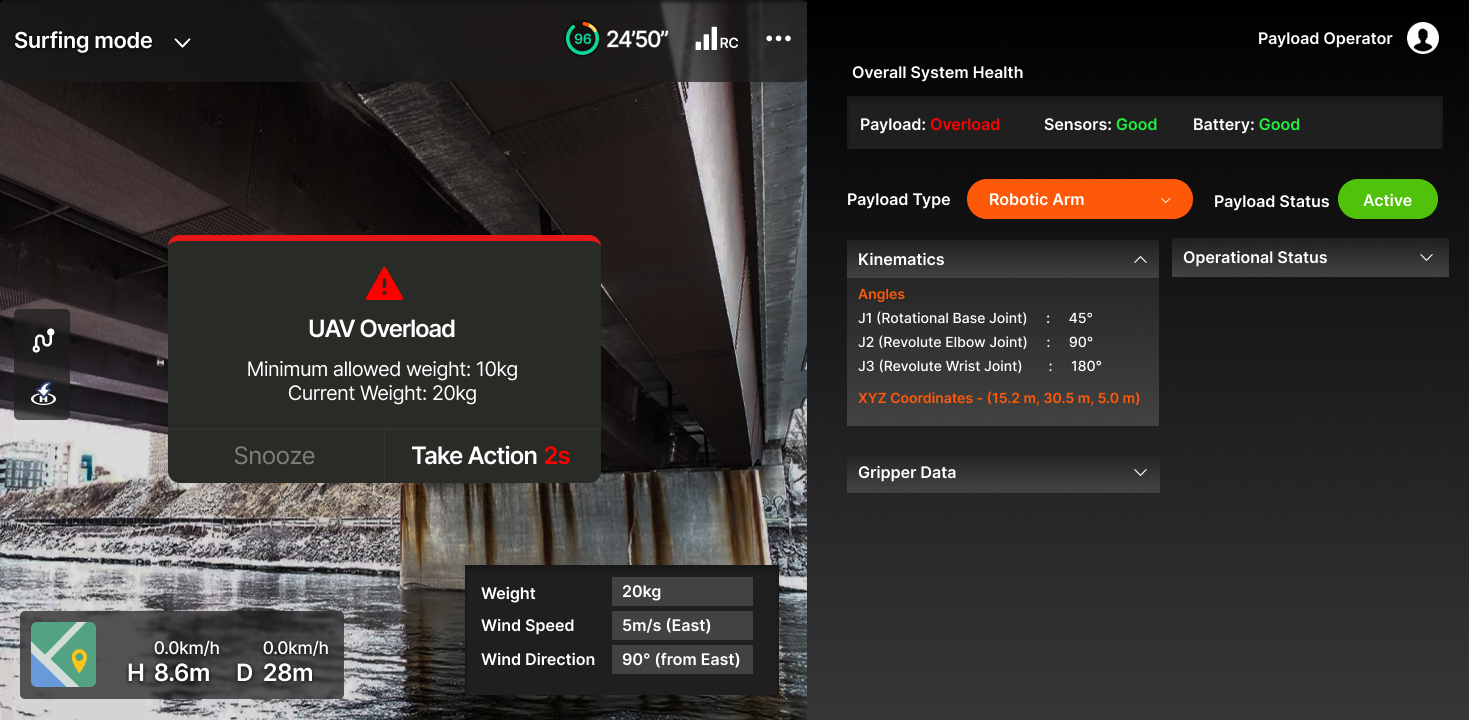 Surfing mode
96 24'50” RC
UAV Overload
Minimum allowed weight: 10kg
Current Weight: 20kg
Snooze
Take Action 2s
H
0.0km/h
H 8.6m
0.0km/h
D 28m
Weight 20kg
Wind Speed 5m/s (East)
Wind Direction 90° (from East)
Payload Operator
Overall System Health
Payload: Overload Sensors: Good Battery: Good
Payload Type Robotic Arm Payload Status Active
Kinematics
Angles
J1 (Rotational Base Joint) : 45°
J2 (Revolute Elbow Joint) : 90°
J3 (Revolute Wrist Joint) : 180°
XYZ Coordinates - (15.2 m, 30.5 m, 5.0 m)
Operational Status
Gripper Data